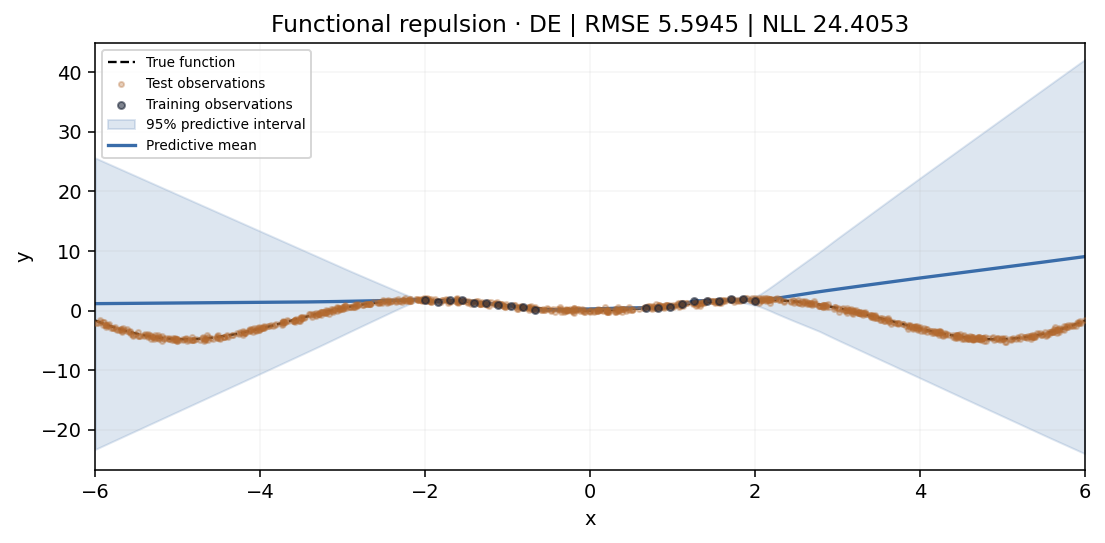 Functional repulsion · DE | RMSE 5.5945 | NLL 24.4053
True function
Test observations
Training observations
95% predictive interval
Predictive mean
40
30
20
10
0
−10
−20
y
−6
−4
−2
0
2
4
6
x